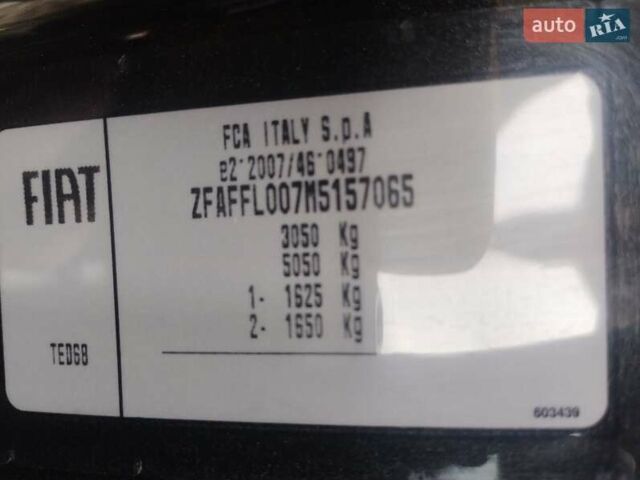 auto RIA
.com
FCA ITALY S.p.A
e2*2007/46*0497
ZFAFFL007M5157065
3050 Kg
5050 Kg
1- 1625 Kg
2- 1650 Kg
FIAT
TED68
603439